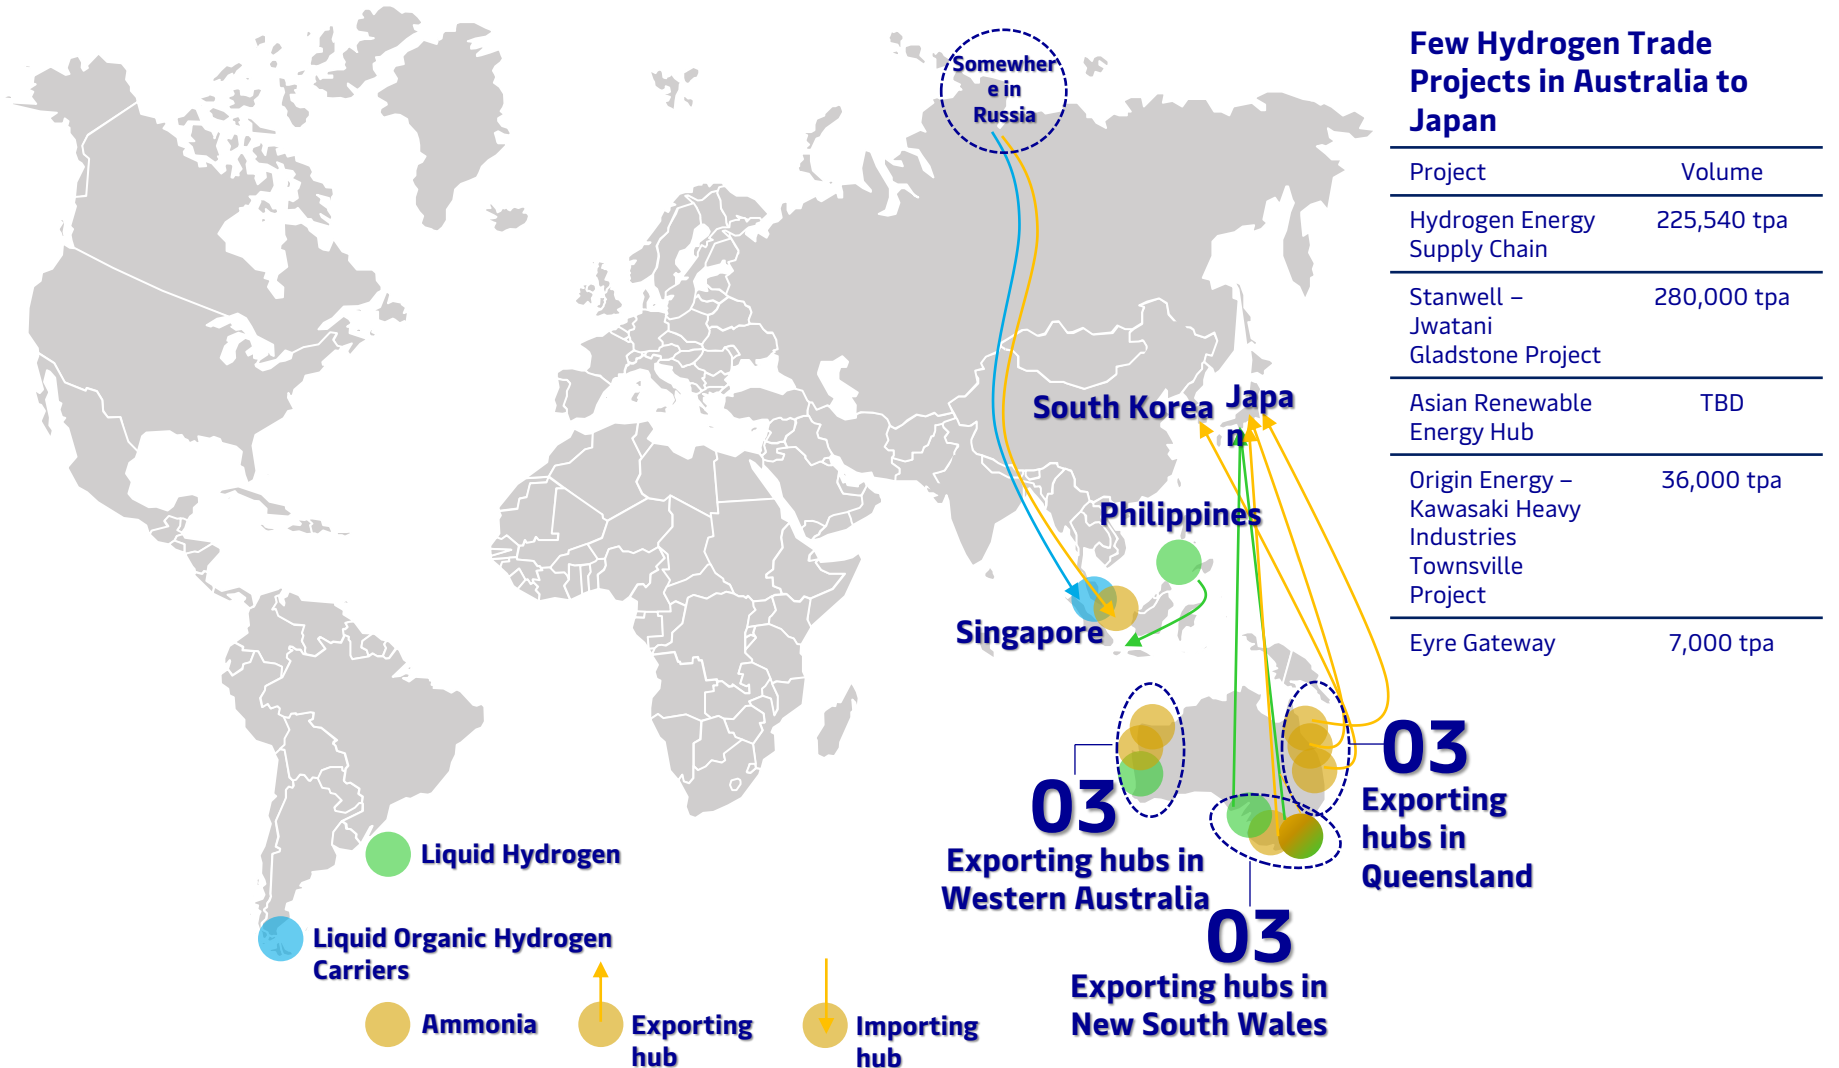 Few Hydrogen Trade
Projects in Australia to
Japan
Project Volume
Hydrogen Energy 225,540 tpa
Supply Chain
Stanwell – 280,000 tpa
Jwatani
Gladstone Project
Asian Renewable TBD
Energy Hub
Origin Energy – 36,000 tpa
Kawasaki Heavy
Industries
Townsville
Project
Eyre Gateway 7,000 tpa
Somewher
e in
Russia
South Korea
Japa
n
Philippines
Singapore
03
Exporting hubs in
Western Australia
03
Exporting
hubs in
Queensland
03
Exporting hubs in
New South Wales
Liquid Hydrogen
Liquid Organic Hydrogen
Carriers
Ammonia
Exporting
hub
Importing
hub